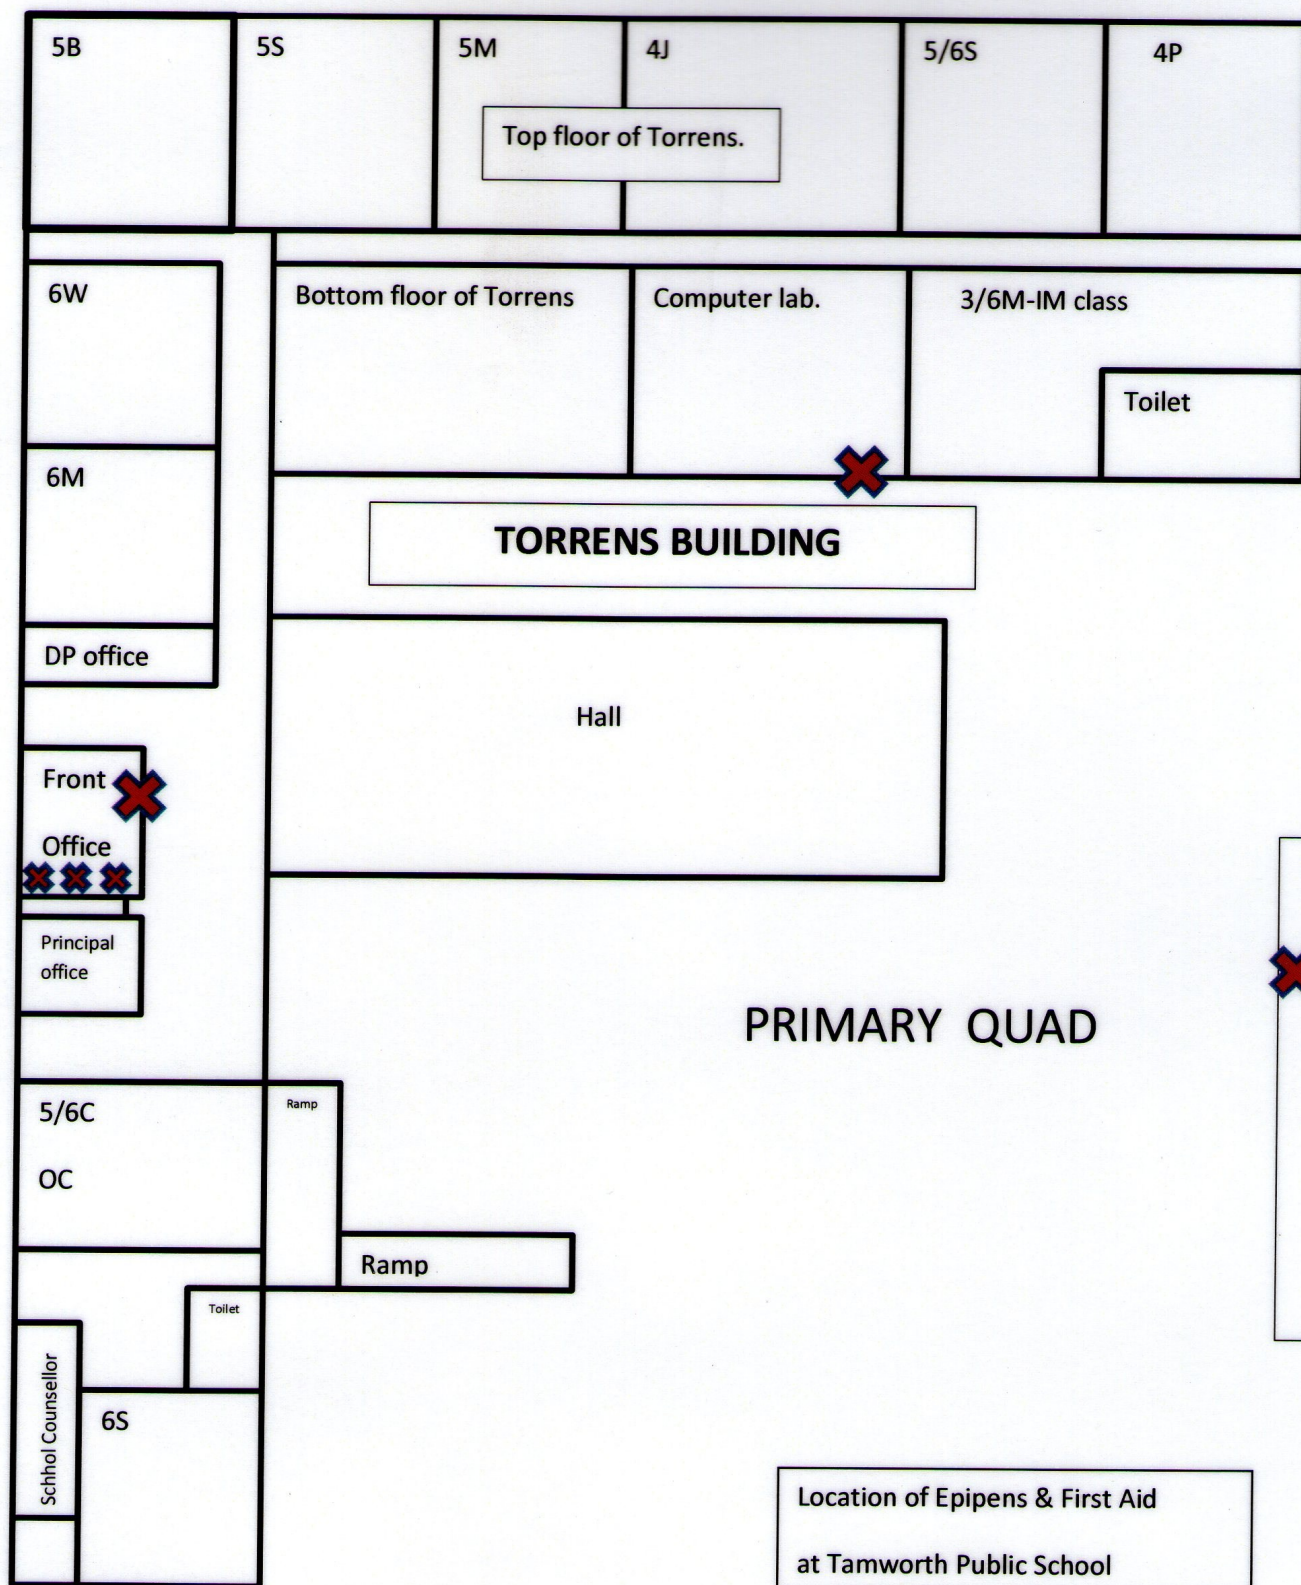 5B
5S
5M
4J
5/6S
4P
Top floor of Torrens.
6W
Bottom floor of Torrens
Computer lab.
3/6M-IM class
Toilet
6M
TORRENS BUILDING
DP office
Hall
Front
Office
Principal
office
PRIMARY QUAD
5/6C
OC
Ramp
Ramp
Toilet
Schhol Counsellor
6S
Location of Epipens & First Aid
at Tamworth Public School